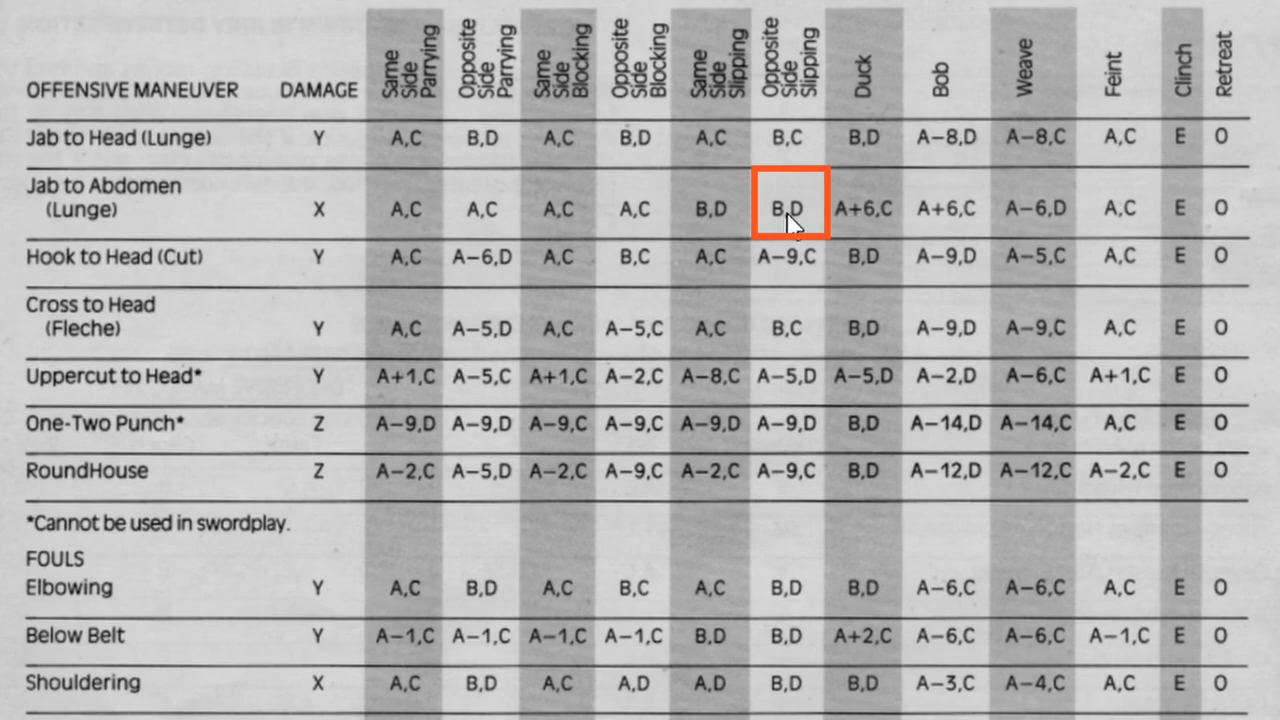 OFFENSIVE MANEUVER DAMAGE Same Side Parrying Opposite Side Parrying Same Side Blocking Opposite Side Blocking Same Side Slipping Opposite Side Slipping Duck Bob Weave Feint Clinch Retreat
Jab to Head (Lunge) Y A,C B,D A,C B,D A,C B,C B,D A–8,D A–8,C A,C E O
Jab to Abdomen
(Lunge) X A,C A,C A,C A,C B,D B,D A+6,C A+6,C A–6,D A,C E O
Hook to Head (Cut) Y A,C A–6,D A,C B,C A,C A–9,C B,D A–9,D A–5,C A,C E O
Cross to Head
(Fleche) Y A,C A–5,D A,C A–5,C A,C B,C B,D A–9,D A–9,C A,C E O
Uppercut to Head* Y A+1,C A–5,C A+1,C A–2,C A–8,C A–5,D A–5,D A–2,D A–6,C A+1,C E O
One-Two Punch* Z A–9,D A–9,D A–9,C A–9,C A–9,D A–9,D B,D A–14,D A–14,C A,C E O
RoundHouse Z A–2,C A–5,D A–2,C A–9,C A–2,C A–9,C B,D A–12,D A–12,C A–2,C E O
*Cannot be used in swordplay.
FOULS
Elbowing Y A,C B,D A,C B,C A,C B,D B,D A–6,C A–6,C A,C E O
Below Belt Y A–1,C A–1,C A–1,C A–1,C B,D B,D A+2,C A–6,C A–6,C A–1,C E O
Shouldering X A,C B,D A,C A,D A,D B,D B,D A–3,C A–4,C A,C E O